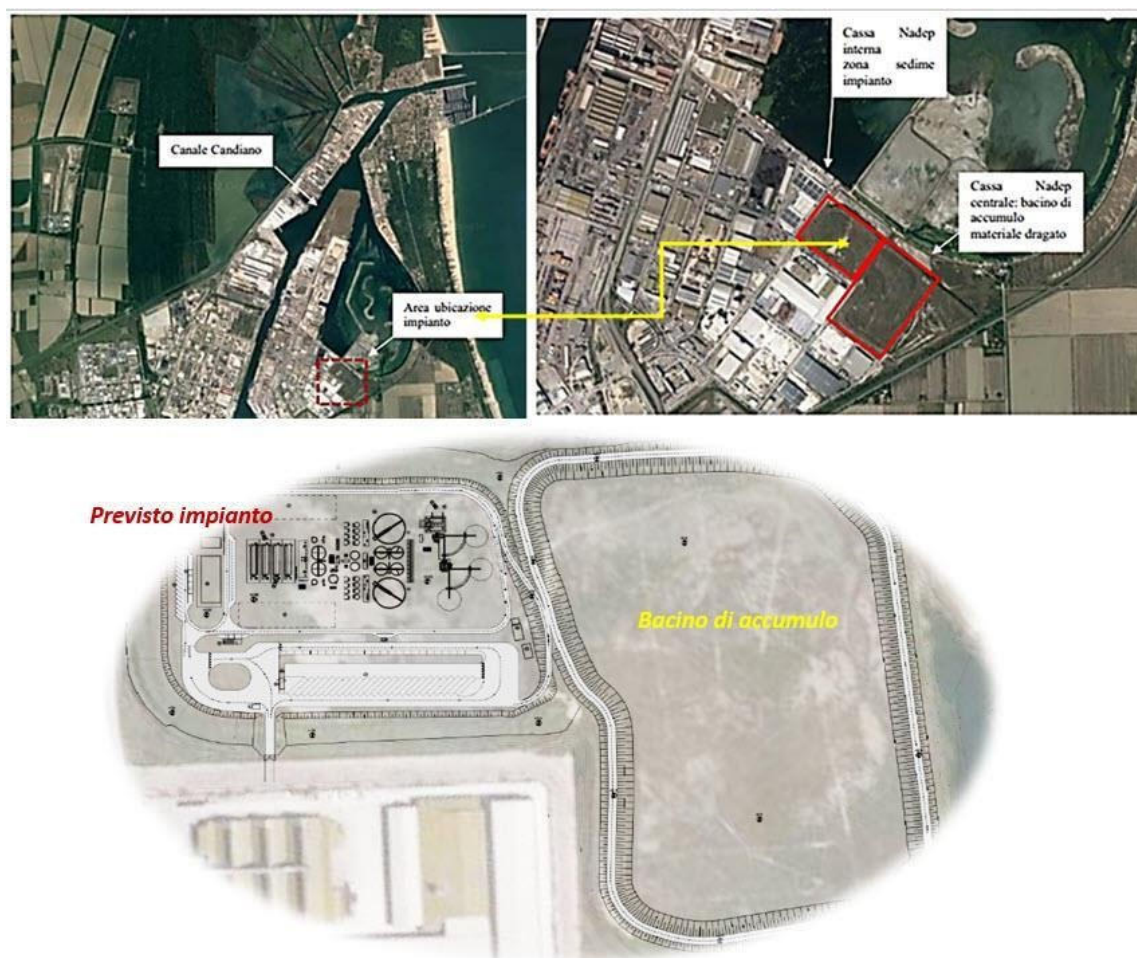 Canale Candiano
Area ubicazione
impianto
Cassa Nadep
interna
zona sedime
impianto
Cassa Nadep
centrale: bacino di
accumulo
materiale dragato
Previsto impianto
Bacino di accumulo